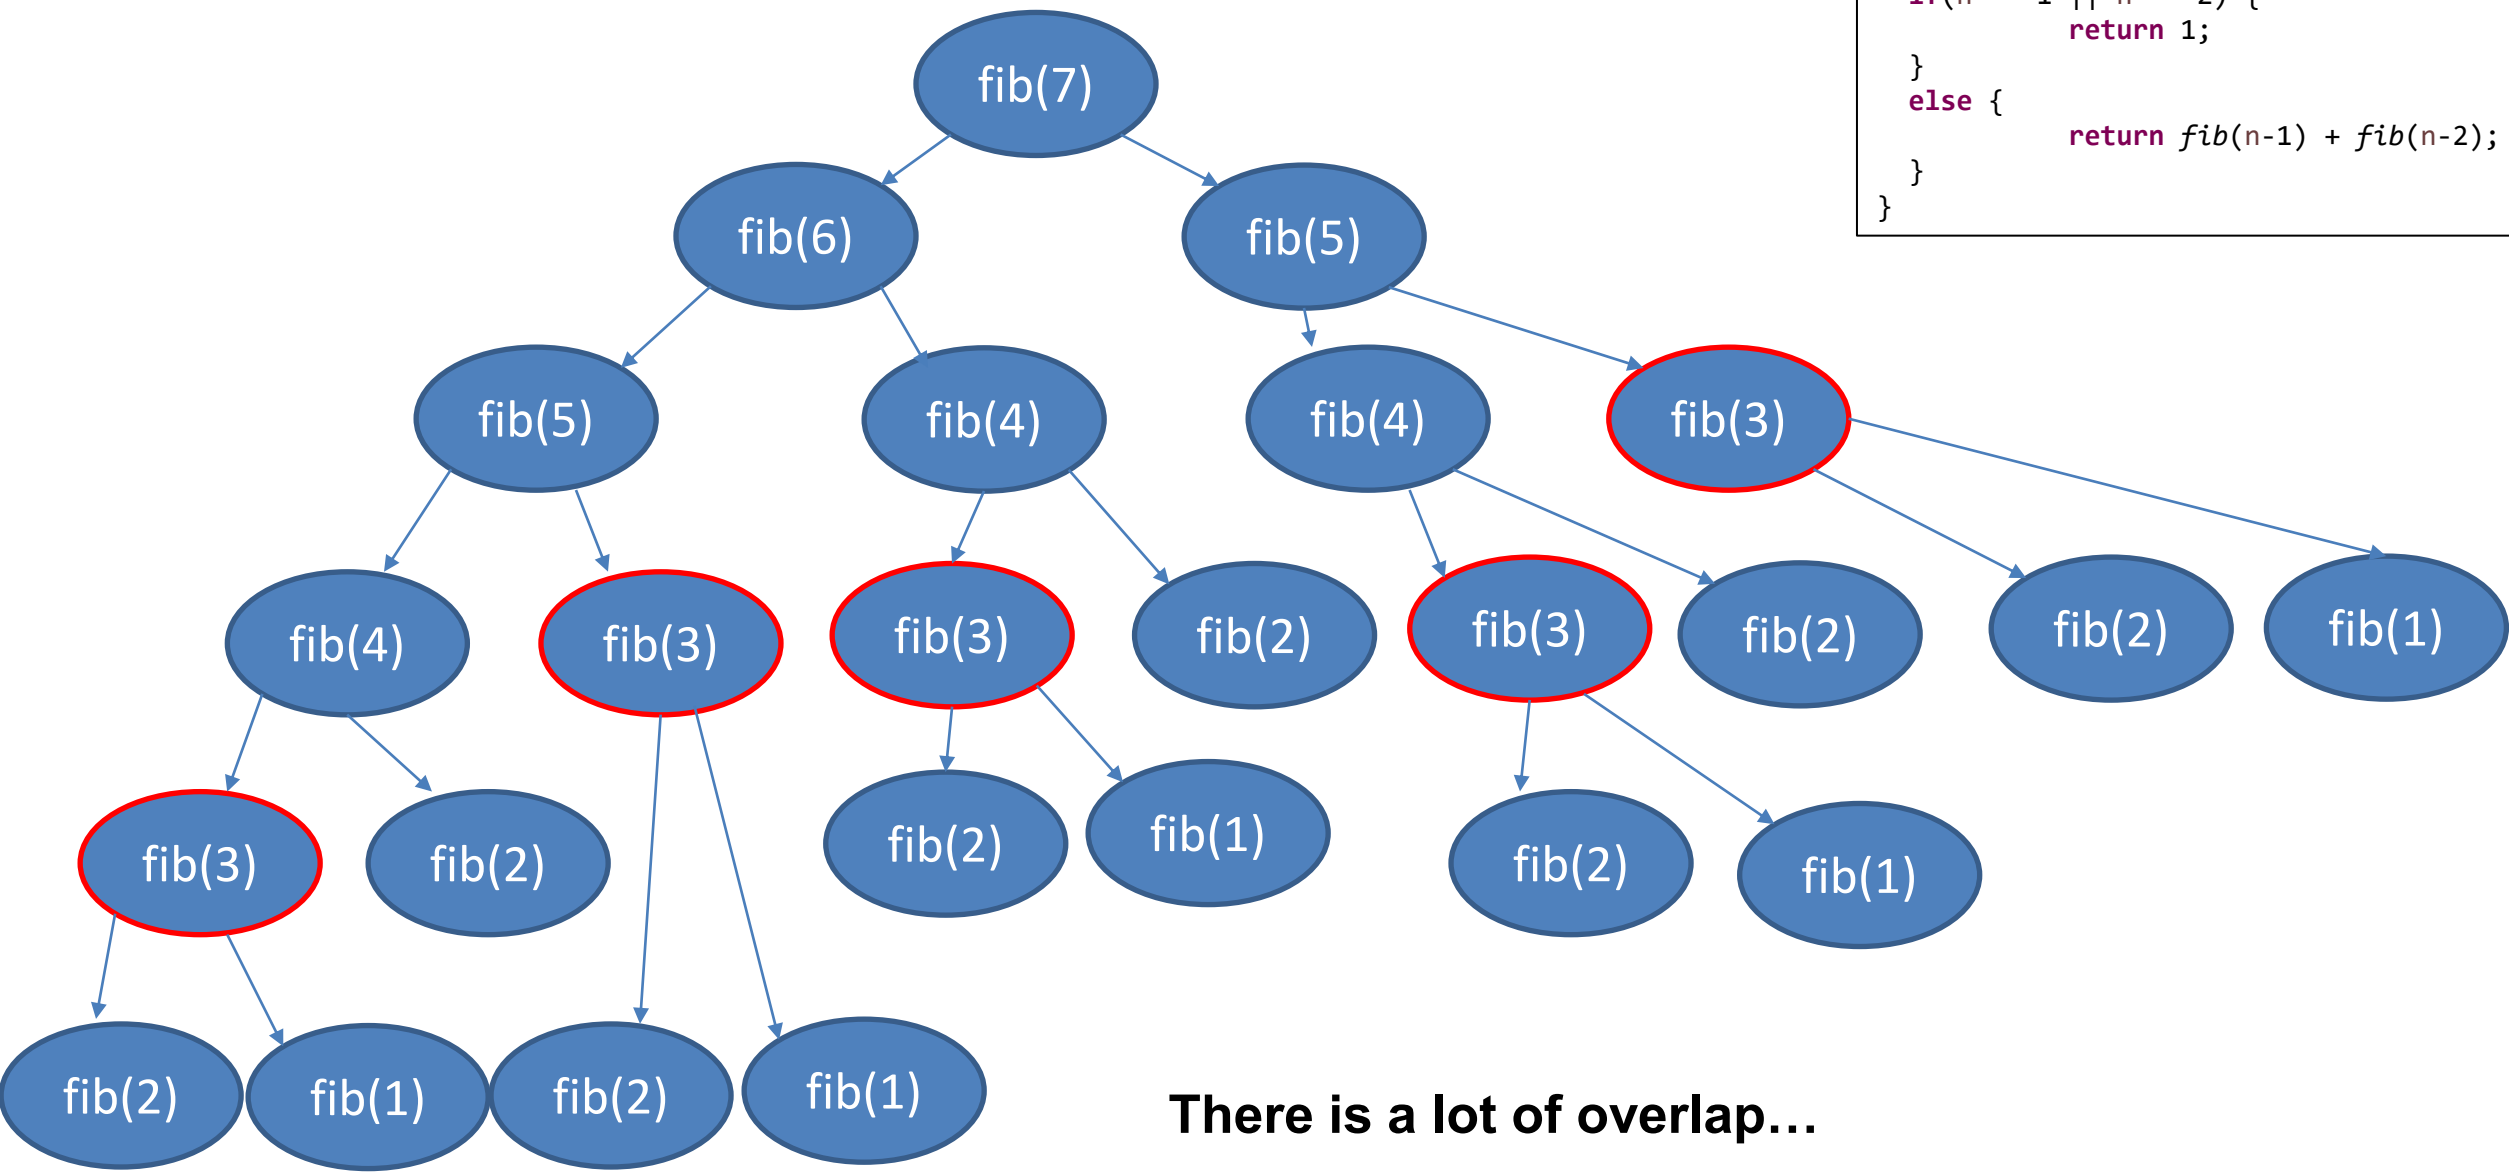 return 1;
}
else {
return fib(n-1) + fib(n-2);
}
}
fib(7)
fib(6) fib(5)
fib(5) fib(4) fib(4) fib(3)
fib(4) fib(3) fib(3) fib(2) fib(3) fib(2) fib(2) fib(1)
fib(3) fib(2) fib(2) fib(1) fib(2) fib(1)
fib(2) fib(1) fib(2) fib(1)
There is a lot of overlap…